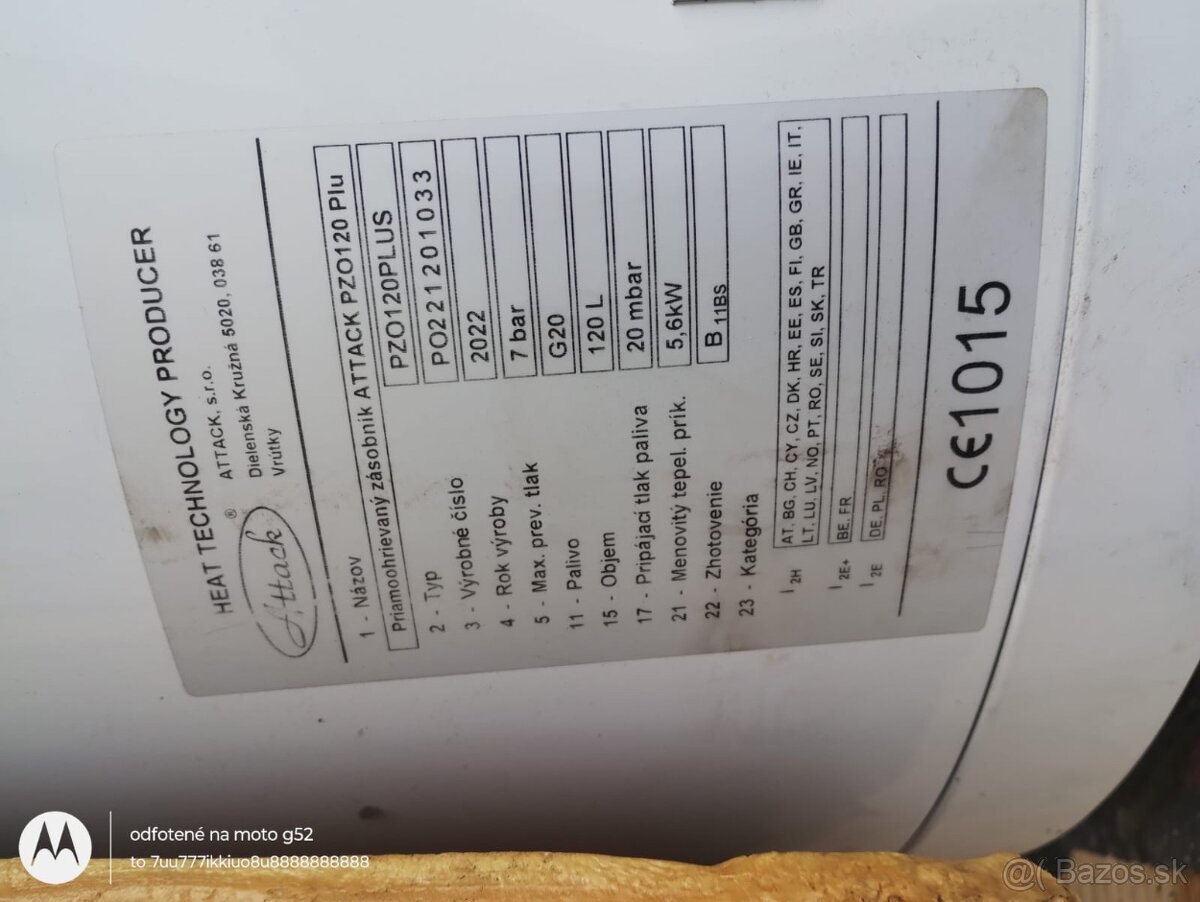 HEAT TECHNOLOGY PRODUCER
Attack ®
ATTACK, s.r.o.
Dielenská Kružná 5020, 038 61
Vrútky
1 - Názov
Priamoohrievaný zásobník ATTACK PZO120 Plu
2 - Typ PZO120PLUS
3 - Výrobné číslo PO221201033
4 - Rok výroby 2022
5 - Max. prev. tlak 7 bar
11 - Palivo G20
15 - Objem 120 L
17 - Pripájací tlak paliva 20 mbar
21 - Menovitý tepel. prík. 5,6kW
22 - Zhotovenie B 11BS
23 - Kategória
I 2H AT, BG, CH, CY, CZ, DK, HR, EE, ES, FI, GB, GR, IE, IT,
LT, LU, LV, NO, PT, RO, SE, SI, SK, TR
I 2E+ BE, FR
I 2E DE, PL, RO
CE1015
odfotené na moto g52
to 7uu777ikkiuo8u8888888888
@( Bazos.sk